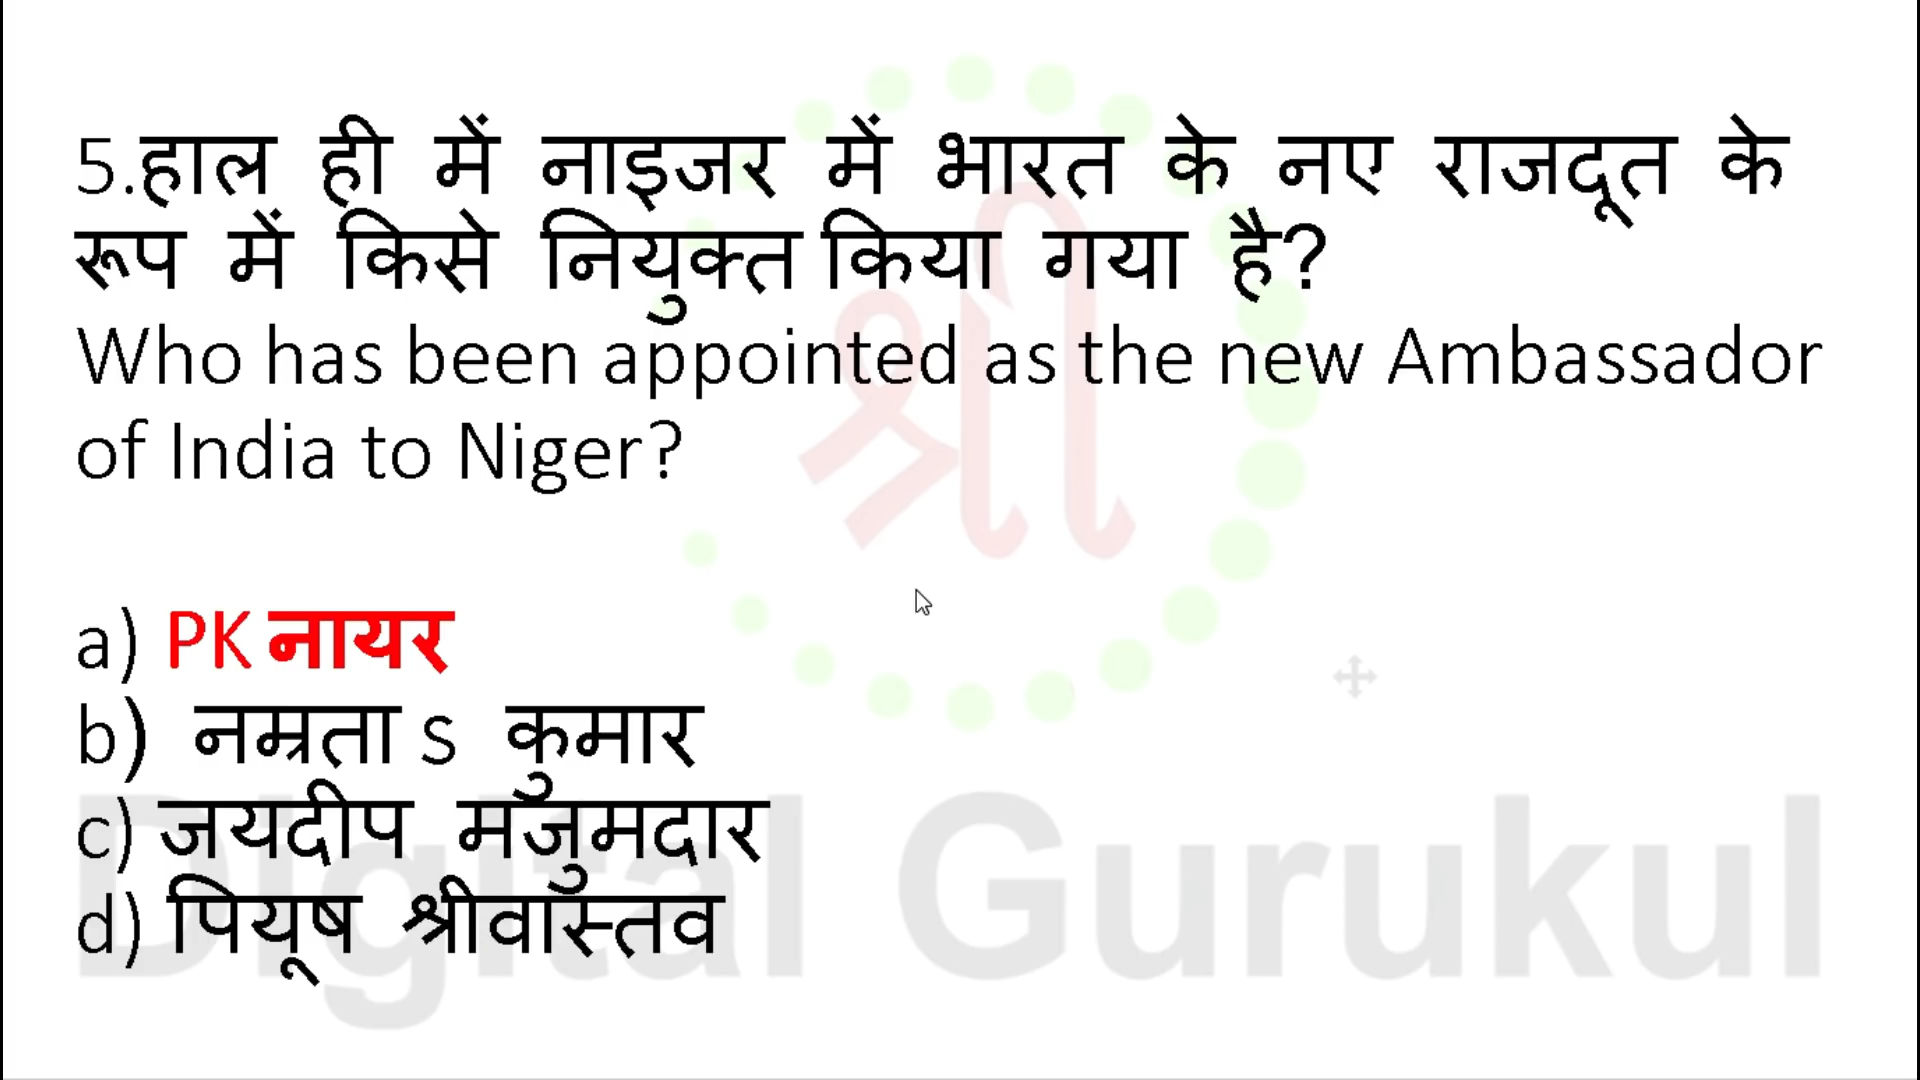 5.हाल ही में नाइजर में भारत के नए राजदूत के
रूप में किसे नियुक्त किया गया है?
Who has been appointed as the new Ambassador
of India to Niger?
a) PK नायर
b) नम्रता s कुमार
c) जयदीप मजुमदार
d) पियूष श्रीवास्तव
श्री
Digital Gurukul